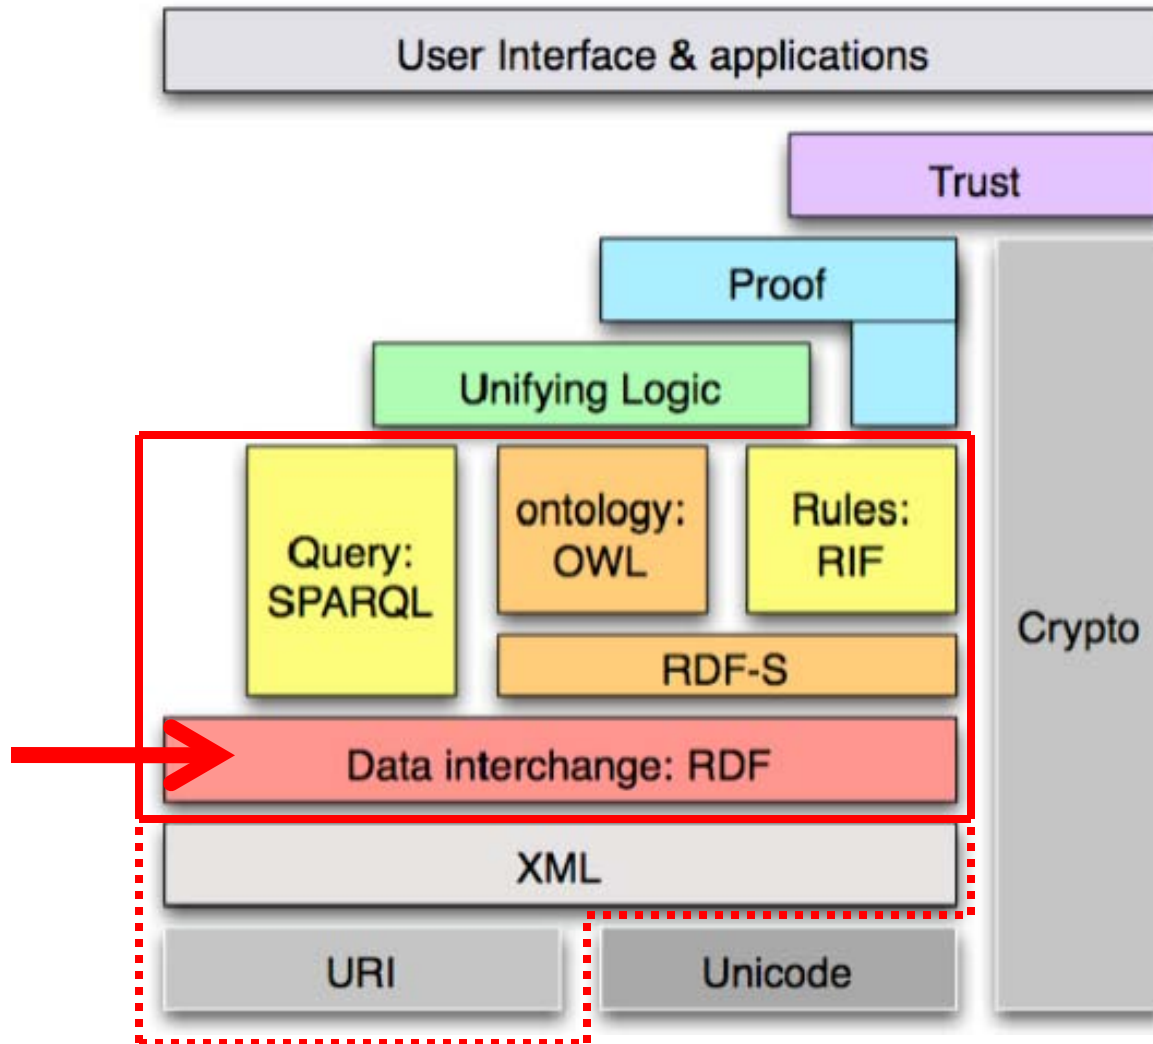 User Interface & applications
Trust
Proof
Unifying Logic
Query:
SPARQL
ontology:
OWL
Rules:
RIF
Crypto
RDF-S
Data interchange: RDF
XML
URI
Unicode